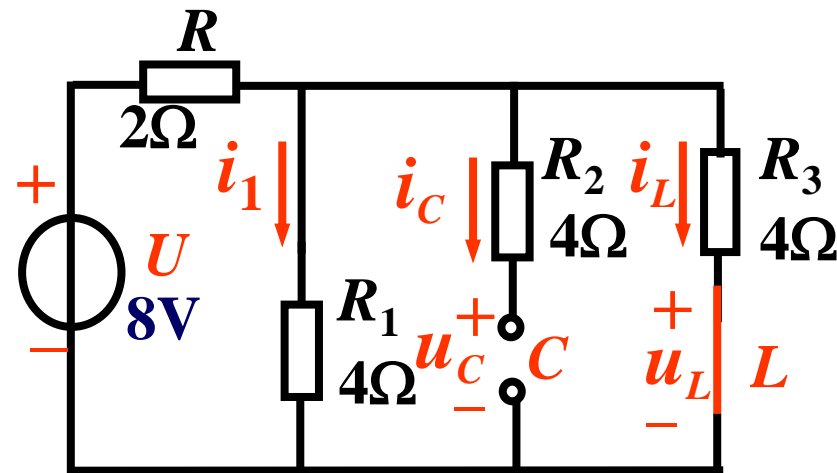 R
2Ω
+
U
8V
−
i1
R1
4Ω
iC
R2
4Ω
+
uC
C
−
iL
R3
4Ω
+
uL
L
−